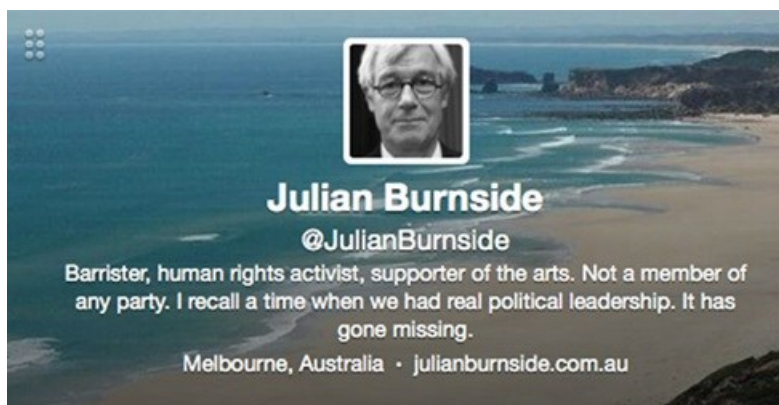 Julian Burnside
@JulianBurnside
Barrister, human rights activist, supporter of the arts. Not a member of
any party. I recall a time when we had real political leadership. It has
gone missing.
Melbourne, Australia · julianburnside.com.au